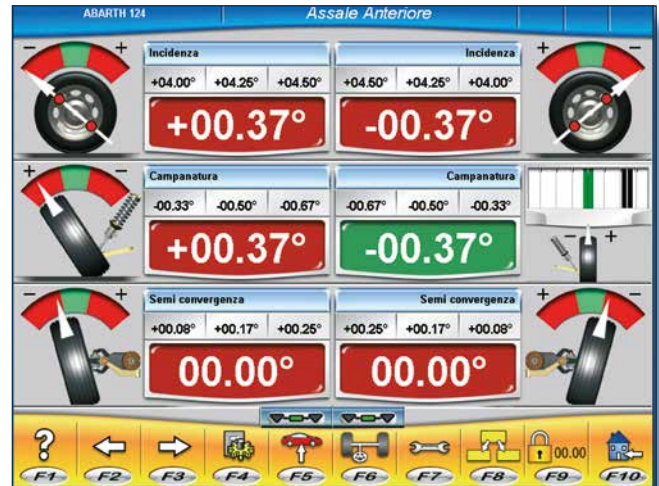 ABARTH 124 Assale Anteriore
- + Incidenza Incidenza + -
+04.00° +04.25° +04.50° +04.50° +04.25° +04.00°
+00.37° -00.37°
+ - Campanatura Campanatura
-00.33° -00.50° -00.67° -00.67° -00.50° -00.33°
+00.37° -00.37° - +
- + Semi convergenza Semi convergenza + -
+00.08° +00.17° +00.25° +00.25° +00.17° +00.08°
00.00° 00.00°
? 00.00
F1 F2 F3 F4 F5 F6 F7 F8 F9 F10